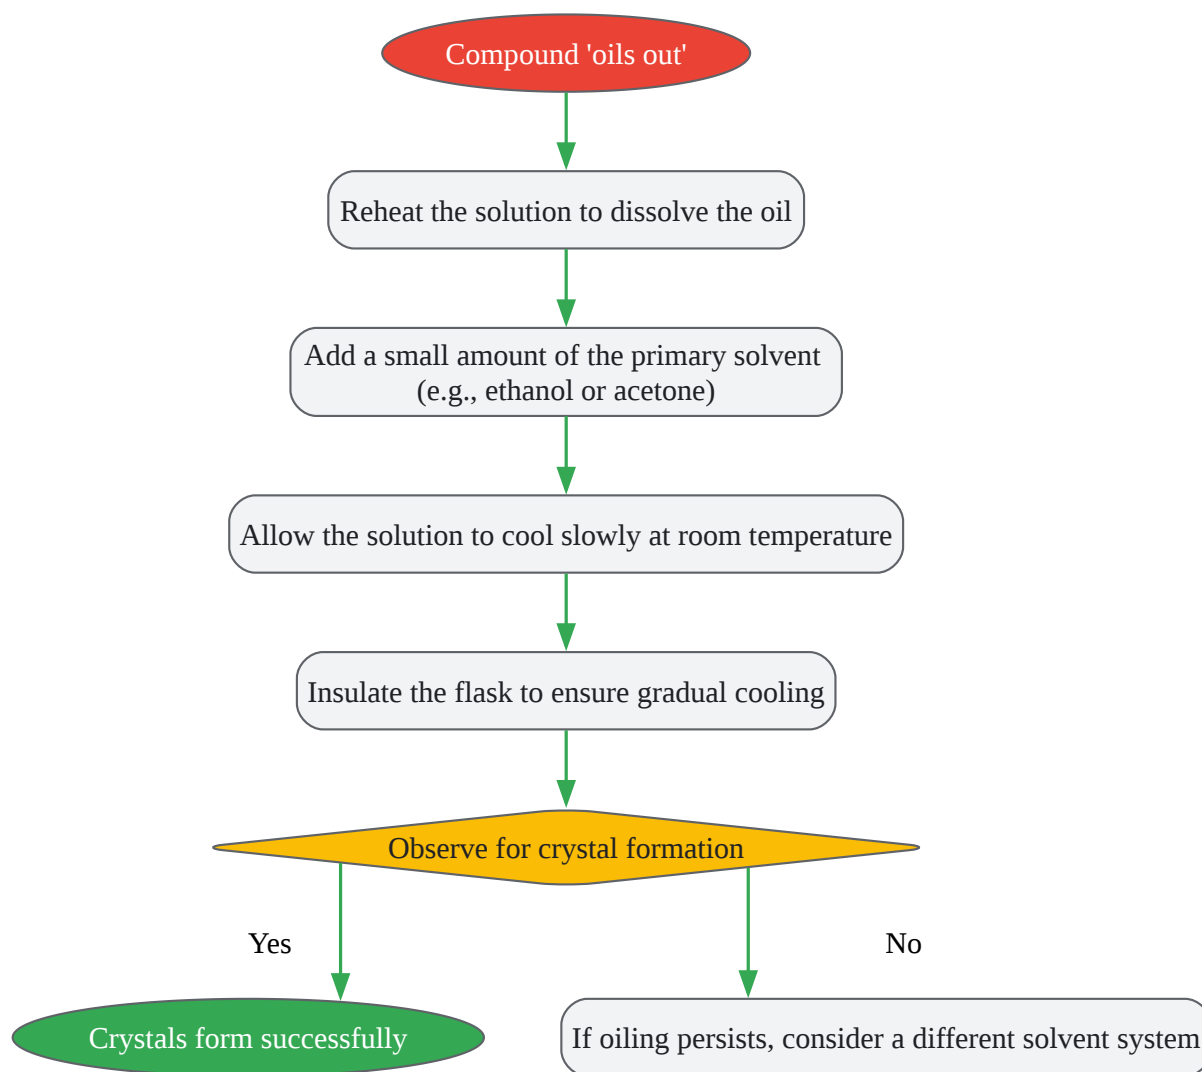 Compound 'oils out'
Reheat the solution to dissolve the oil
Add a small amount of the primary solvent
(e.g., ethanol or acetone)
Allow the solution to cool slowly at room temperature
Insulate the flask to ensure gradual cooling
Observe for crystal formation
Yes
No
Crystals form successfully
If oiling persists, consider a different solvent system